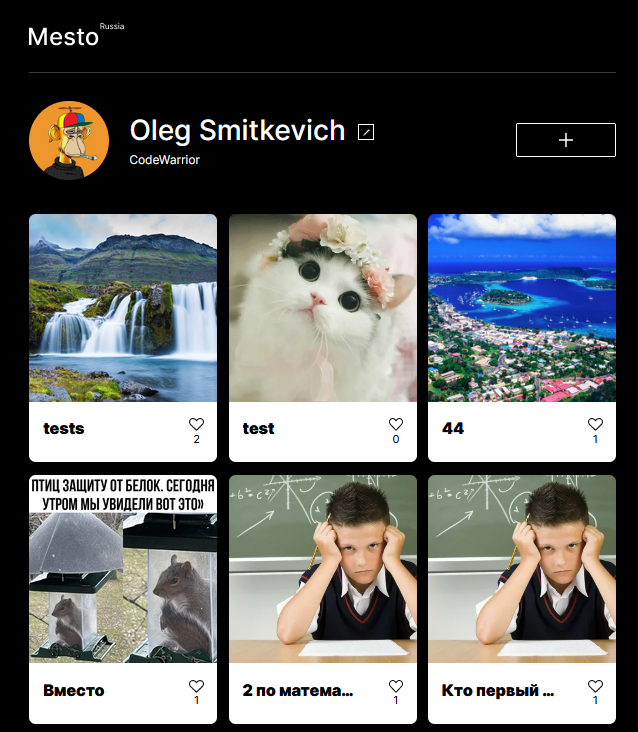 Mesto Russia
Oleg Smitkevich
CodeWarrior
tests
2
test
0
44
1
ПТИЦ ЗАЩИТУ ОТ БЕЛОК. СЕГОДНЯ
УТРОМ МЫ УВИДЕЛИ ВОТ ЭТО»
Вместо
1
2 по матема...
1
Кто первый ...
1